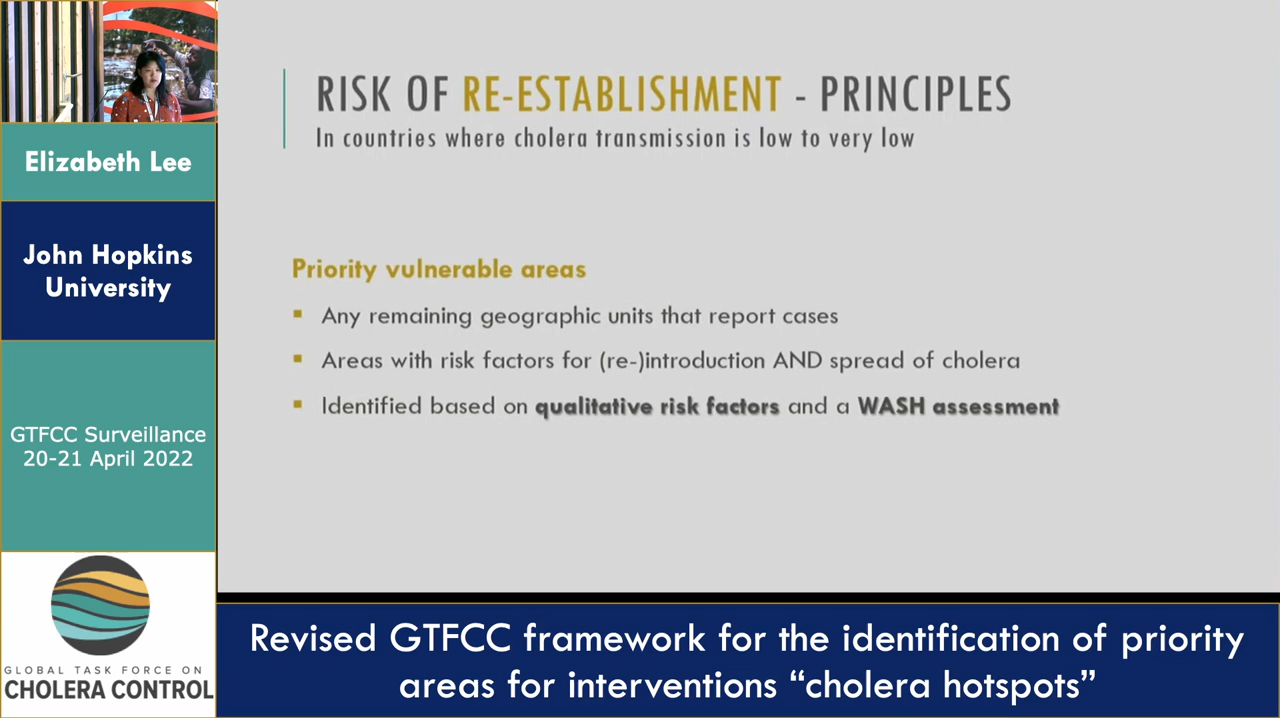 Elizabeth Lee
John Hopkins
University
GTFCC Surveillance
20-21 April 2022
GLOBAL TASK FORCE ON
CHOLERA CONTROL
RISK OF RE-ESTABLISHMENT - PRINCIPLES
In countries where cholera transmission is low to very low
Priority vulnerable areas
▪ Any remaining geographic units that report cases
▪ Areas with risk factors for (re-)introduction AND spread of cholera
▪ Identified based on qualitative risk factors and a WASH assessment
Revised GTFCC framework for the identification of priority
areas for interventions “cholera hotspots”